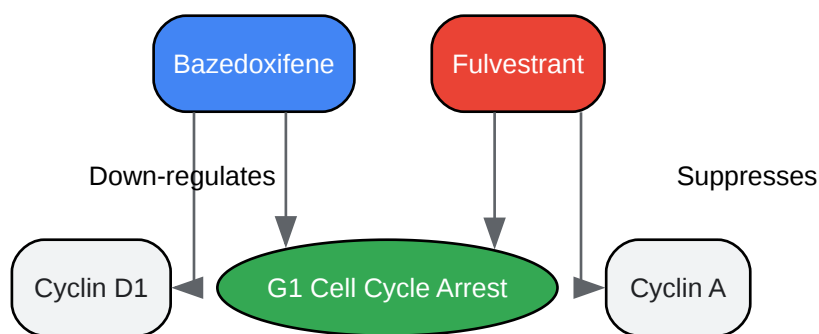 Bazedoxifene
Fulvestrant
Down-regulates
Suppresses
Cyclin D1
G1 Cell Cycle Arrest
Cyclin A